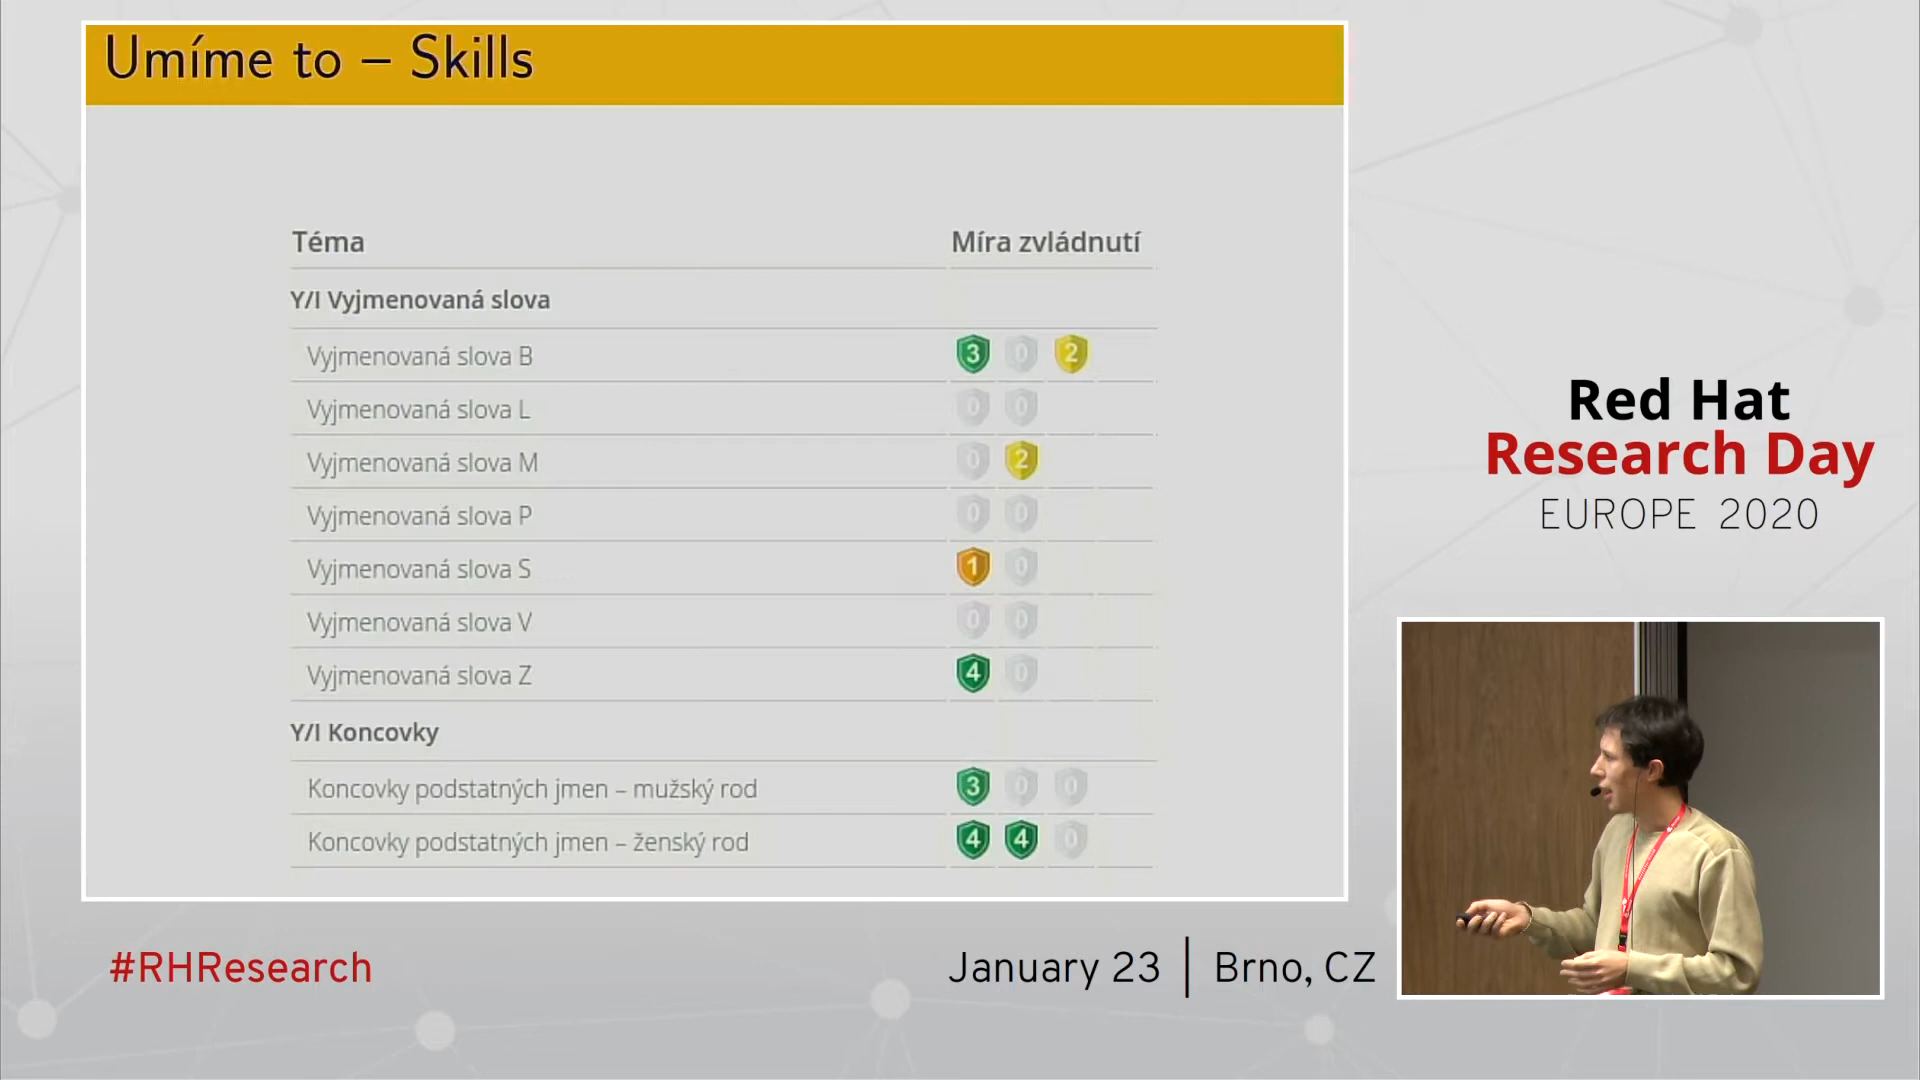 Umíme to – Skills
Téma Míra zvládnutí
Y/I Vyjmenovaná slova
Vyjmenovaná slova B 3 0 2
Vyjmenovaná slova L 0 0
Vyjmenovaná slova M 0 2
Vyjmenovaná slova P 0 0
Vyjmenovaná slova S 1 0
Vyjmenovaná slova V 0 0
Vyjmenovaná slova Z 4 0
Y/I Koncovky
Koncovky podstatných jmen – mužský rod 3 0 0
Koncovky podstatných jmen – ženský rod 4 4 0
Red Hat
Research Day
EUROPE 2020
#RHResearch
January 23 | Brno, CZ